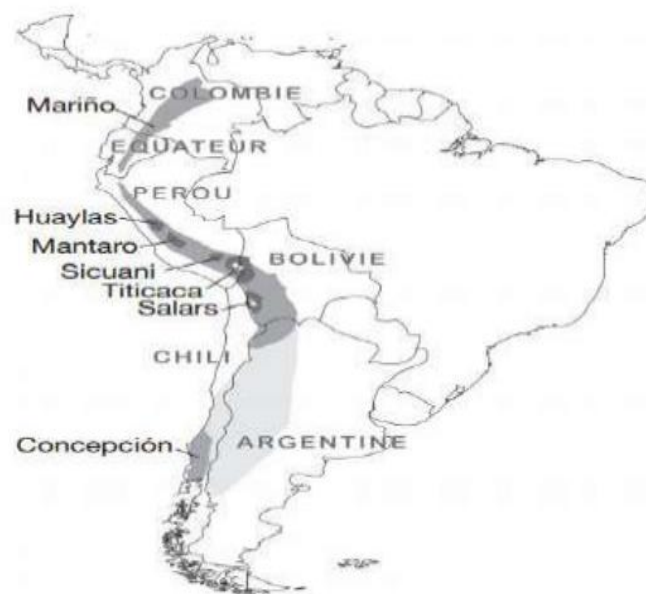 COLOMBIE
Mariño
EQUATEUR
PEROU
Huaylas
Mantaro
BOLIVIE
Sicuani
Titicaca
Salars
CHILI
Concepción
ARGENTINE